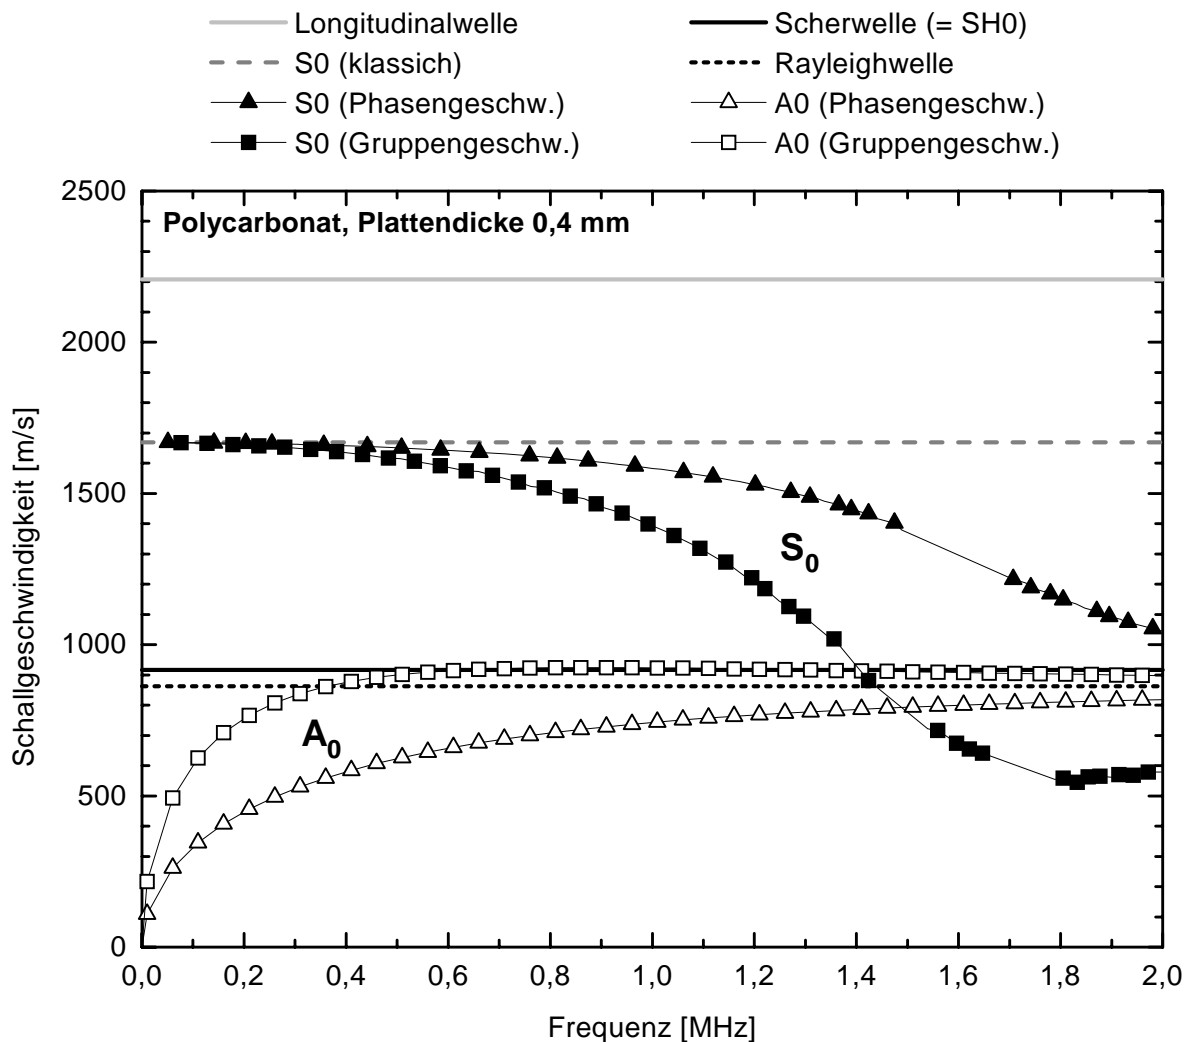 Longitudinalwelle
Scherwelle (= SH0)
S0 (klassich)
Rayleighwelle
S0 (Phasengeschw.)
A0 (Phasengeschw.)
S0 (Gruppengeschw.)
A0 (Gruppengeschw.)
2500
Polycarbonat, Plattendicke 0,4 mm
2000
1500
1000
500
0
Schallgeschwindigkeit [m/s]
S0
A0
0,0 0,2 0,4 0,6 0,8 1,0 1,2 1,4 1,6 1,8 2,0
Frequenz [MHz]